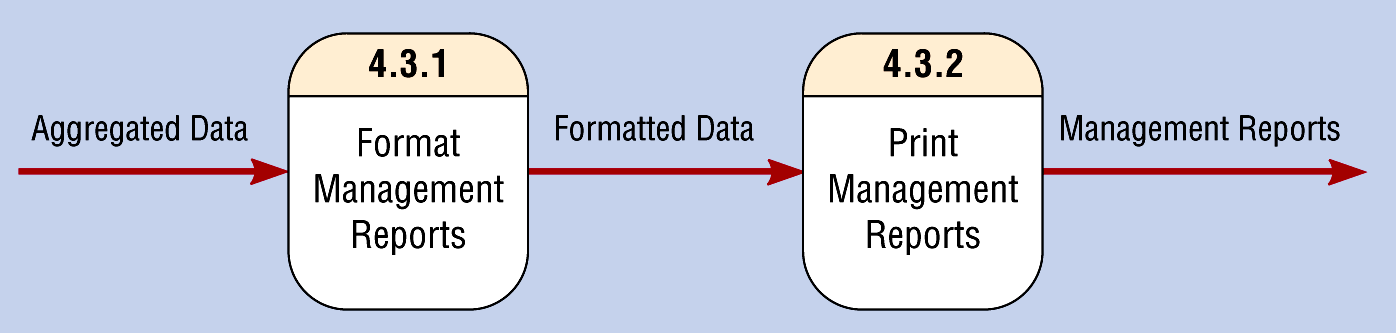 4.3.1
4.3.2
Aggregated Data
Format
Management
Reports
Formatted Data
Print
Management
Reports
Management Reports